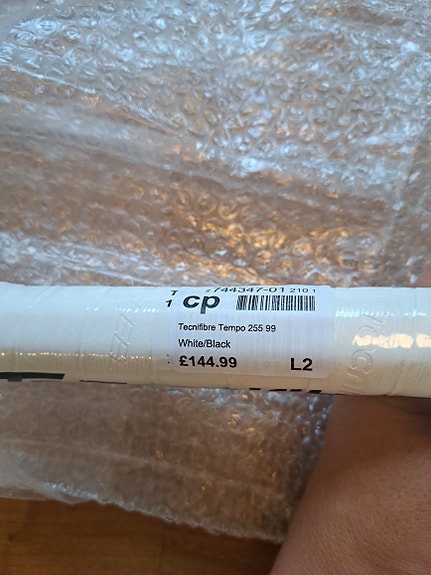 T 744347-01 210 1
1 cp
Tecnifibre Tempo 255 99
White/Black
£144.99 L2